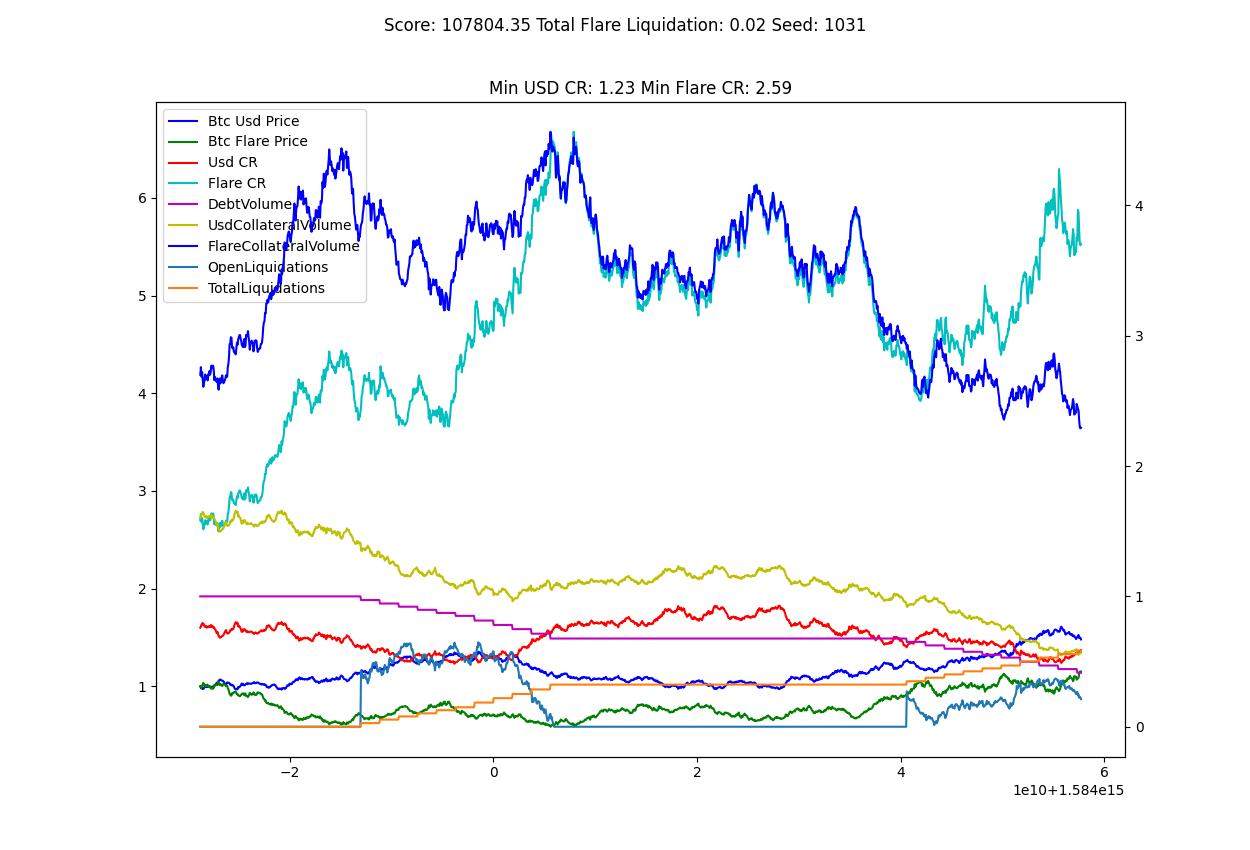 Score: 107804.35 Total Flare Liquidation: 0.02 Seed: 1031
Min USD CR: 1.23 Min Flare CR: 2.59
Btc Usd Price
Btc Flare Price
Usd CR
Flare CR
DebtVolume
UsdCollateralVolume
FlareCollateralVolume
OpenLiquidations
TotalLiquidations
6
5
4
3
2
1
4
3
2
1
0
−2
0
2
4
6
1e10+1.584e15